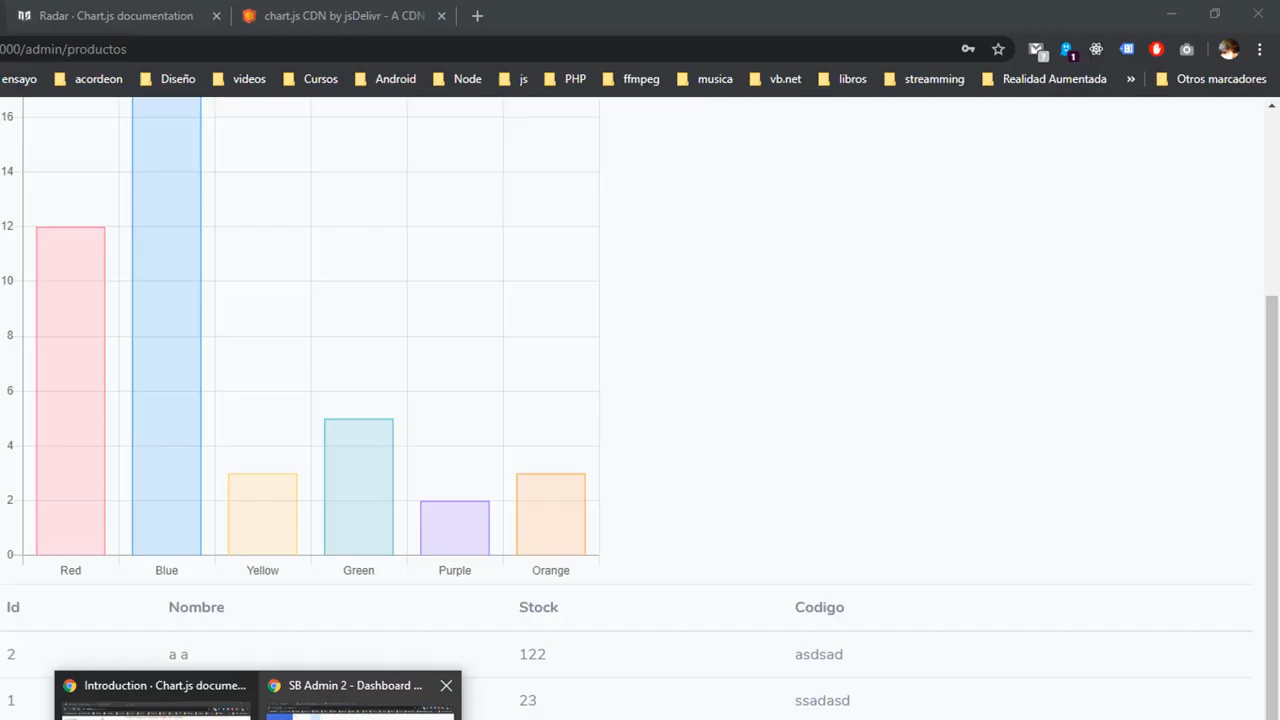 Radar · Chart.js documentation
chart.js CDN by jsDelivr - A CDN
000/admin/productos
7
1
ensayo acordeon Diseño videos Cursos Android Node js PHP ffmpeg musica vb.net libros streamming Realidad Aumentada » Otros marcadores
16
14
12
10
8
6
4
2
0
Red Blue Yellow Green Purple Orange
Id Nombre Stock Codigo
2 a a 122 asdsad
1 23 ssadasd
Introduction · Chart.js docume...
SB Admin 2 - Dashboard ...